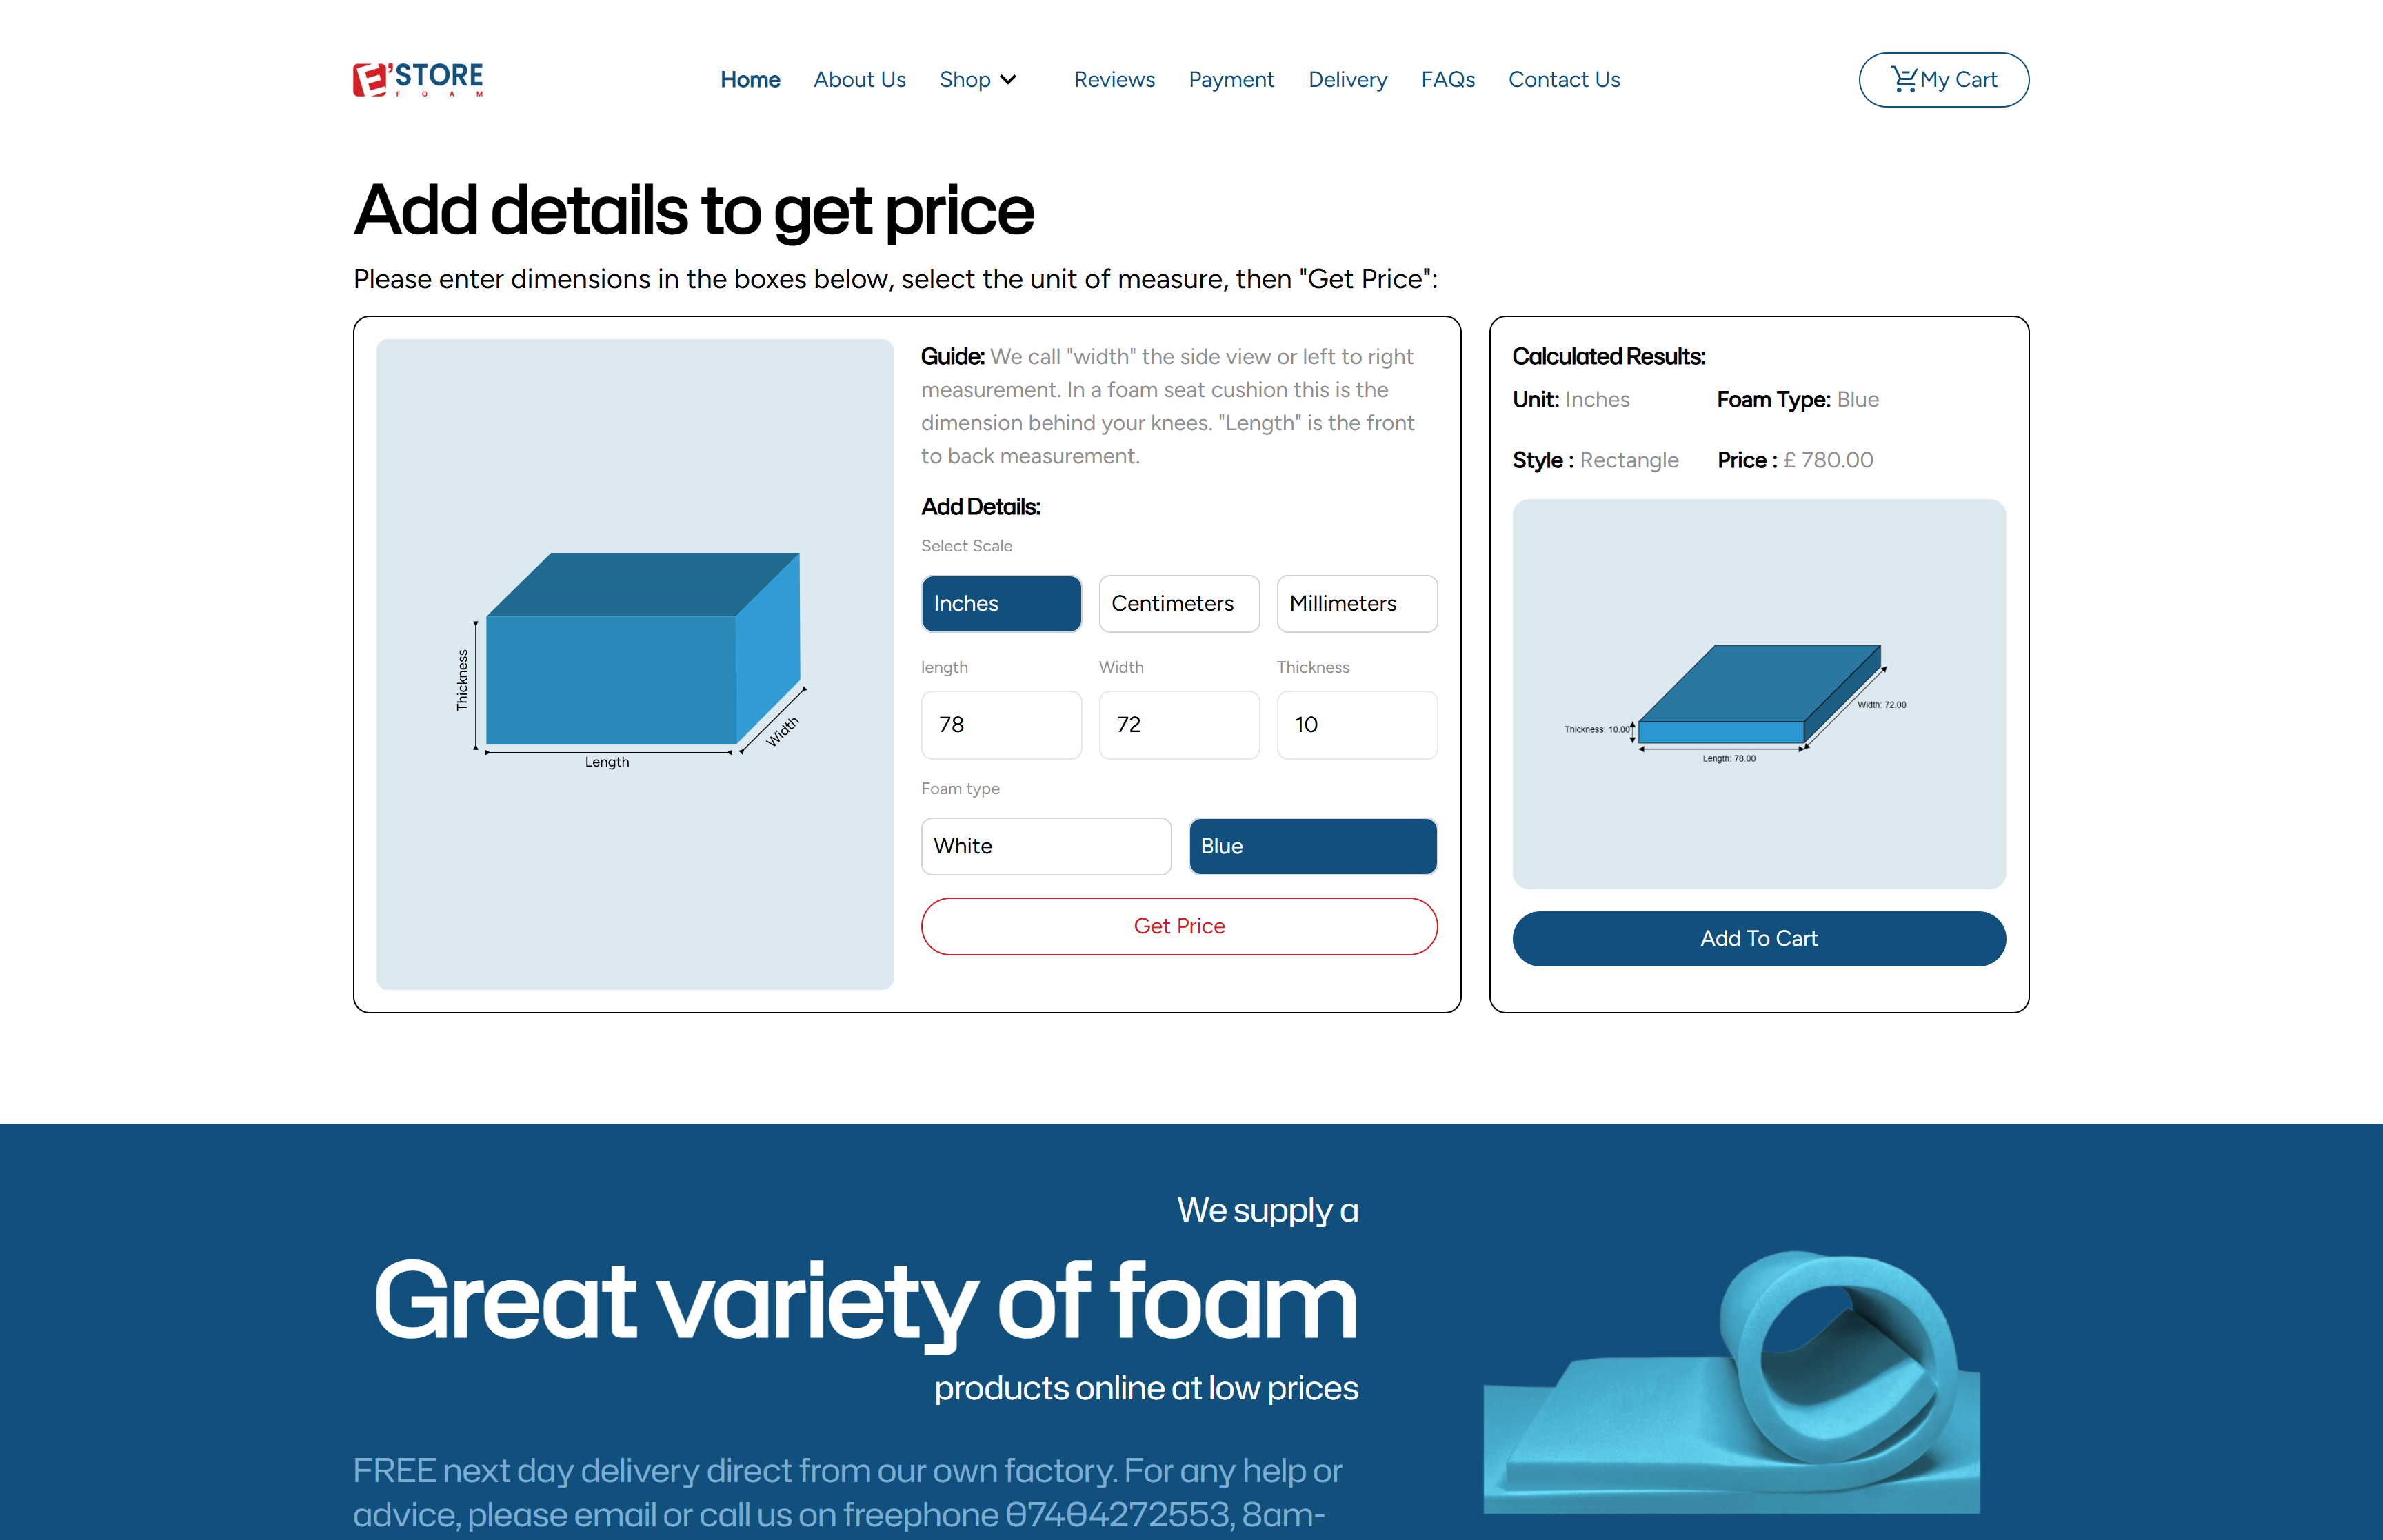 E'STORE
FOAM
Home About Us Shop Reviews Payment Delivery FAQs Contact Us
My Cart
Add details to get price
Please enter dimensions in the boxes below, select the unit of measure, then "Get Price":
Guide: We call "width" the side view or left to right
measurement. In a foam seat cushion this is the
dimension behind your knees. "Length" is the front
to back measurement.
Add Details:
Select Scale
Inches Centimeters Millimeters
length Width Thickness
78 72 10
Foam type
White Blue
Get Price
Thickness
Width
Length
Calculated Results:
Unit: Inches Foam Type: Blue
Style : Rectangle Price : £ 780.00
Width: 72.00
Thickness: 10.00
Length: 78.00
Add To Cart
We supply a
Great variety of foam
products online at low prices
FREE next day delivery direct from our own factory. For any help or
advice, please email or call us on freephone 07404272553, 8am-